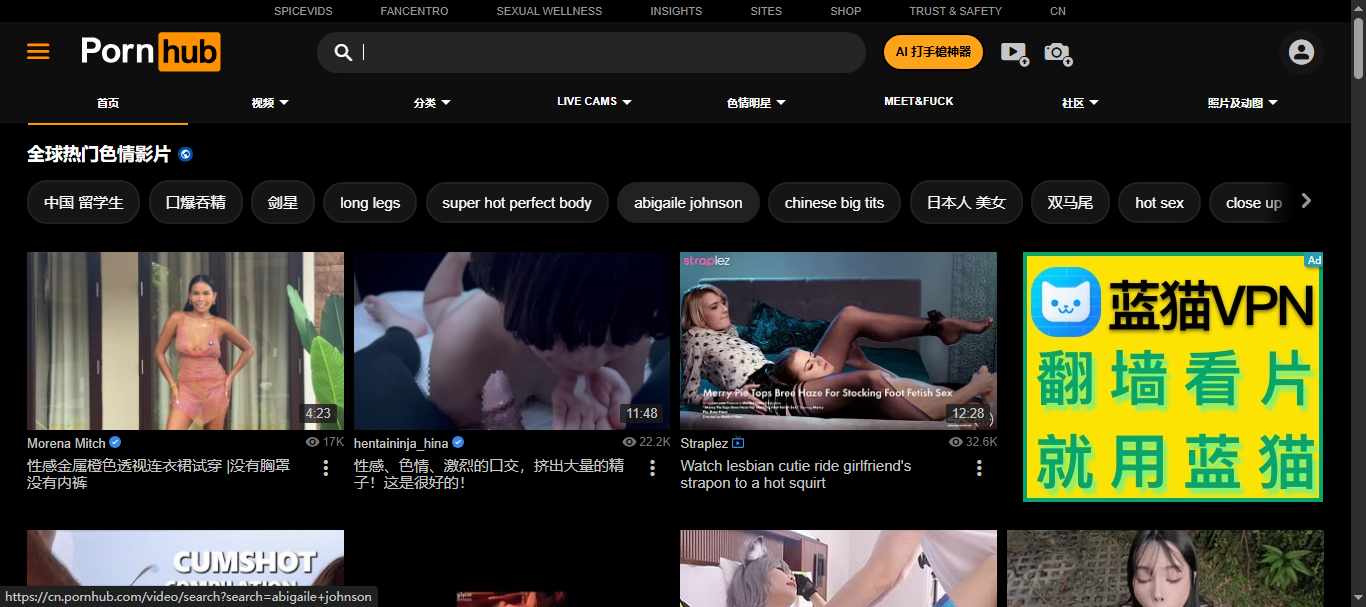 SPICEVIDS FANCENTRO SEXUAL WELLNESS INSIGHTS SITES SHOP TRUST & SAFETY CN
Porn hub
AI 打手槍神器
首页 视频 分类 LIVE CAMS 色情明星 MEET&FUCK 社区 照片及动图
全球热门色情影片
中国 留学生 口爆吞精 剑星 long legs super hot perfect body abigaile johnson chinese big tits 日本人 美女 双马尾 hot sex close up
straplez
Merry Pie Tops Bree Haze For Stocking Foot Fetish Sex
4:23 11:48 12:28
Ad
蓝猫VPN
翻墙看片
就用蓝猫
Morena Mitch 17K
性感金属橙色透视连衣裙试穿 |没有胸罩
没有内裤
hentaininja_hina 22.2K
性感、色情、激烈的口交，挤出大量的精
子！这是很好的！
Straplez 32.6K
Watch lesbian cutie ride girlfriend's
strapon to a hot squirt
CUMSHOT
COMPILATION
https://cn.pornhub.com/video/search?search=abigaile+johnson